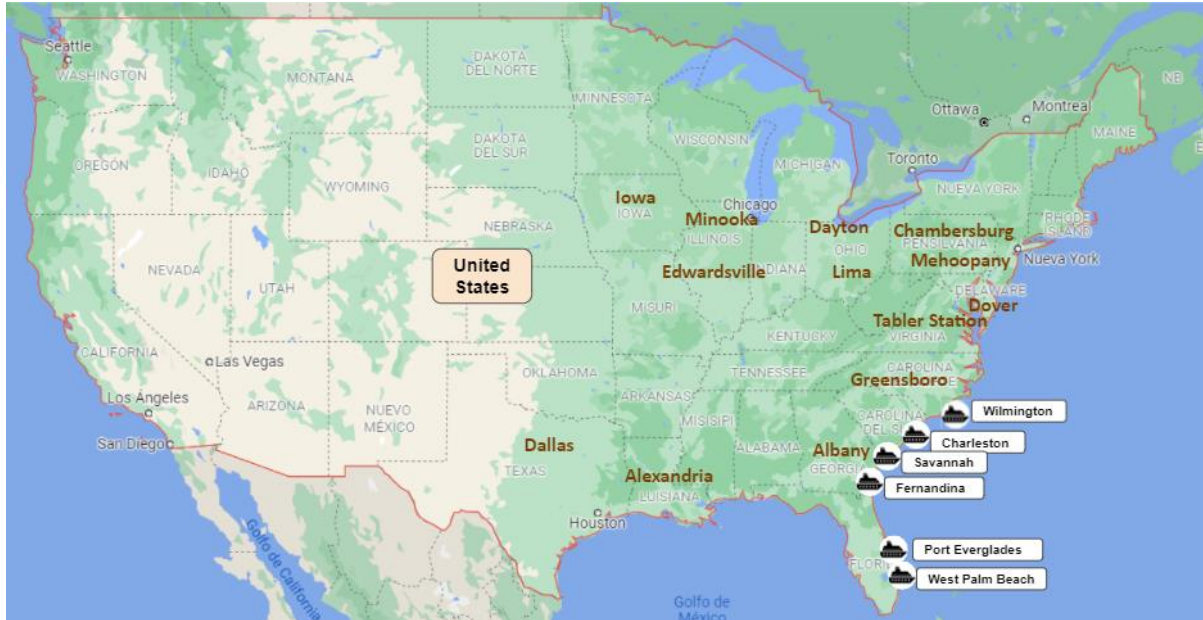 Seattle
WASHINGTON
MONTANA
DAKOTA
DEL NORTE
MINNESOTA
Ottawa
Montreal
NB
MAINE
OREGÓN
IDAHO
WYOMING
DAKOTA
DEL SUR
WISCONSIN
MICHIGAN
Toronto
NUEVA YORK
RHODE
ISLAND
Iowa
IOWA
NEBRASKA
Minooka
Chicago
ILLINOIS
Dayton
OHIO
Chambersburg
PENSILVANIA
Mehoopany
Nueva York
NEVADA
UTAH
United
States
Edwardsville
INDIANA
Lima
DELAWARE
Dover
MISURI
KENTUCKY
Tabler Station
VIRGINIA
CALIFORNIA
Las Vegas
OKLAHOMA
TENNESSEE
CAROLINA
Greensboro
Los Ángeles
ARIZONA
NUEVO
MÉXICO
ARKANSAS
MISISIPI
CAROLINA
DEL
Wilmington
San Diego
Dallas
TEXAS
ALABAMA
Albany
GEORGIA
Charleston
Savannah
Alexandria
LUISIANA
Fernandina
Houston
Golfo de California
FLORI
Port Everglades
West Palm Beach
Golfo de
México